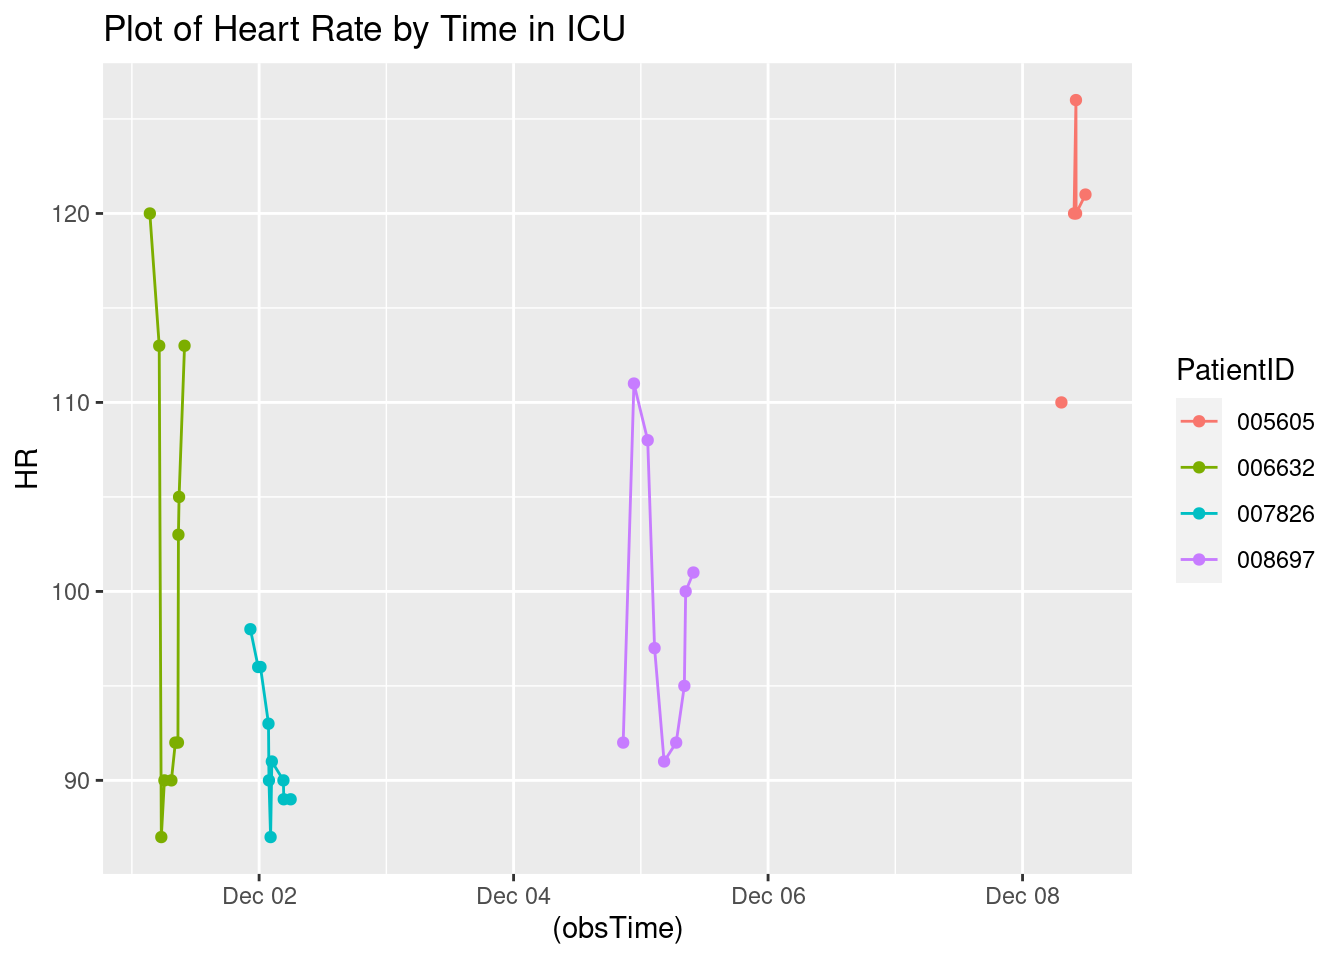 Plot of Heart Rate by Time in ICU
120
110
100
90
HR
Dec 02
Dec 04
Dec 06
Dec 08
(obsTime)
PatientID
005605
006632
007826
008697